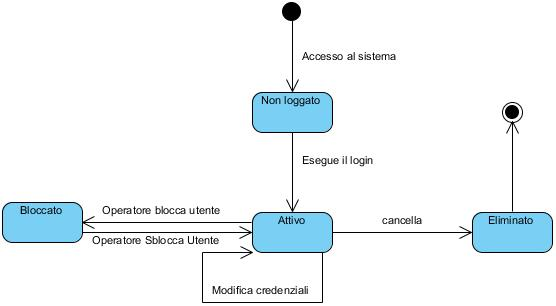 Accesso al sistema
Non loggato
Esegue il login
Bloccato
Operatore blocca utente
Attivo
cancella
Eliminato
Operatore Sblocca Utente
Modifica credenziali